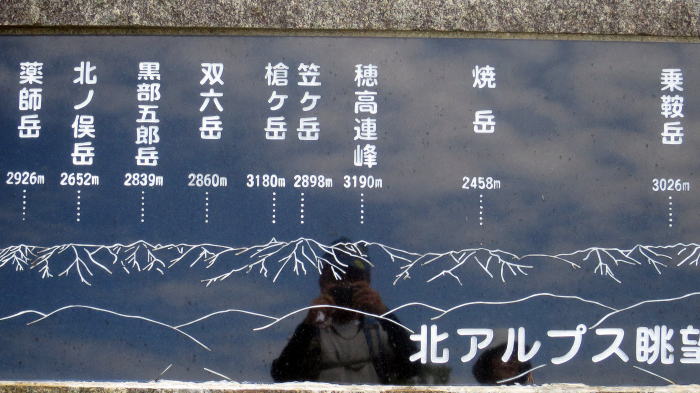 薬師岳
2926m
北ノ俣岳
2652m
黒部五郎岳
2839m
双六岳
2860m
槍ケ岳
3180m
笠ケ岳
2898m
穂高連峰
3190m
焼岳
2458m
乗鞍岳
3026m
北アルプス眺望